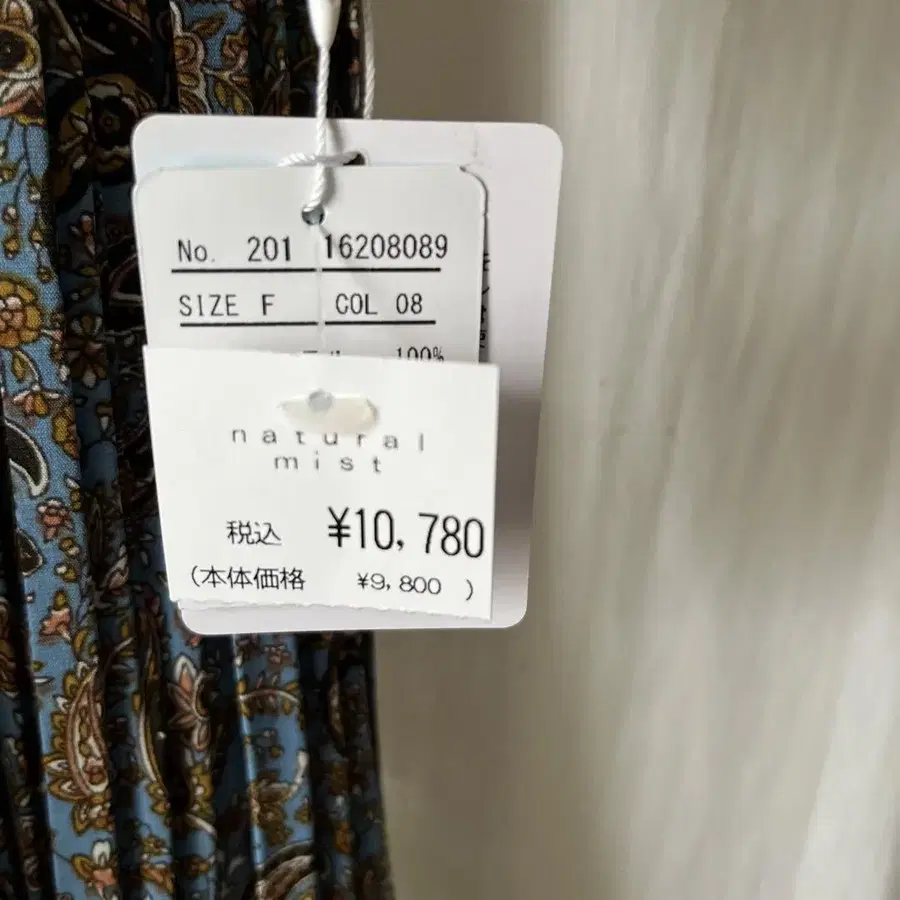 No. 201 16208089
SIZE F COL 08
100%
natural
mist
税込 ¥10,780
(本体価格 ¥9,800 )